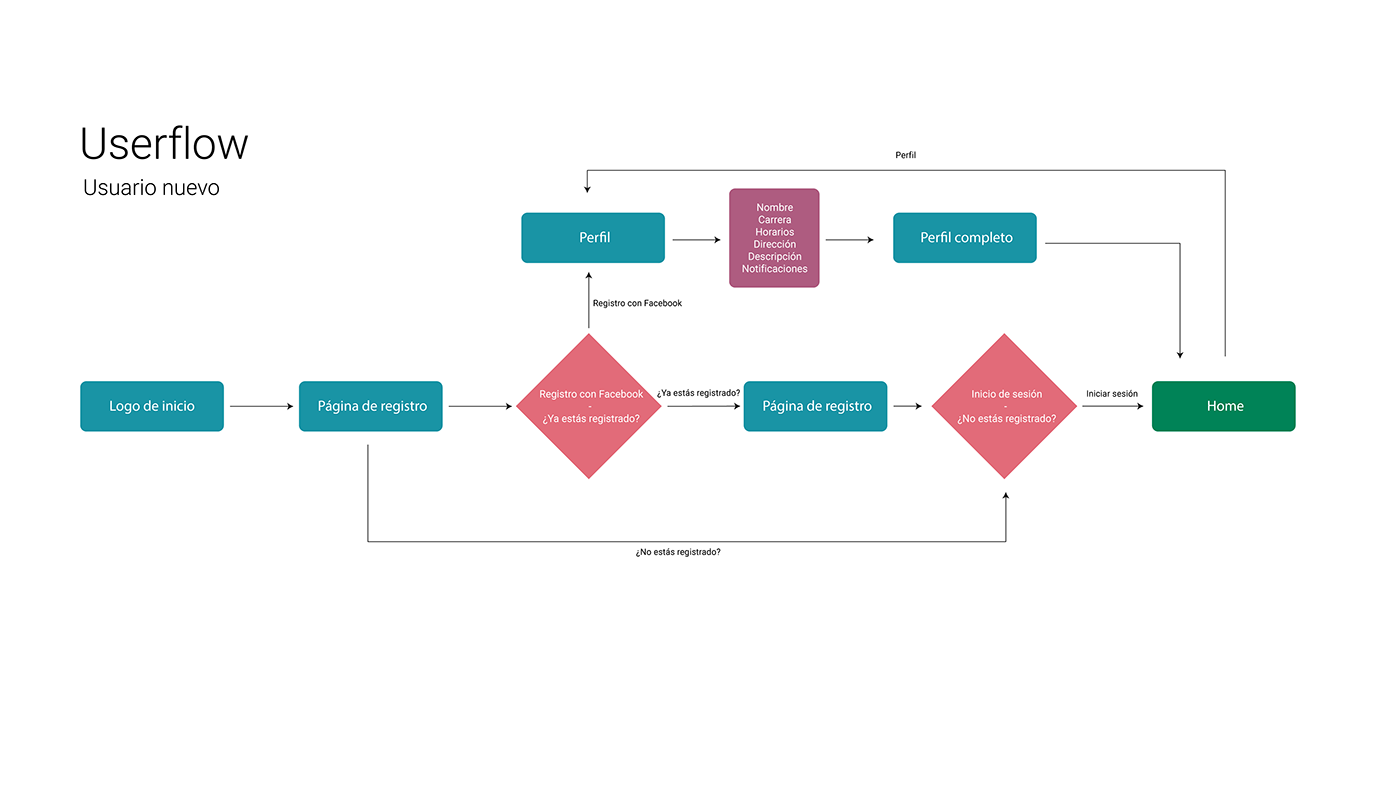 Userflow
Usuario nuevo
Perfil
Perfil
Nombre
Carrera
Horarios
Dirección
Descripción
Notificaciones
Perfil completo
Registro con Facebook
Logo de inicio
Página de registro
Registro con Facebook
-
¿Ya estás registrado?
¿Ya estás registrado?
Página de registro
Inicio de sesión
-
¿No estás registrado?
Iniciar sesión
Home
¿No estás registrado?